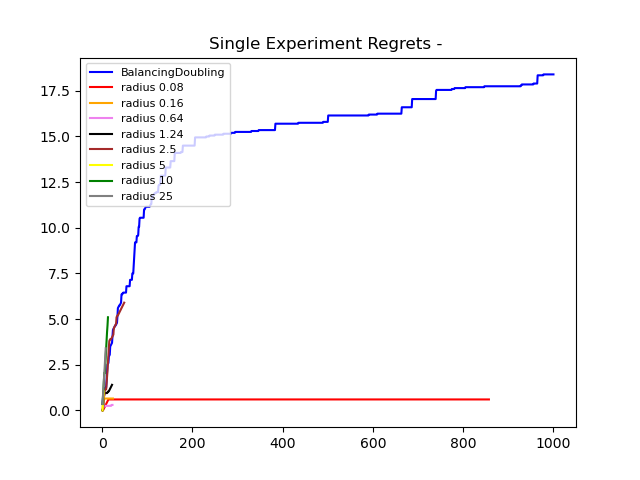 Single Experiment Regrets -
BalancingDoubling
radius 0.08
radius 0.16
radius 0.64
radius 1.24
radius 2.5
radius 5
radius 10
radius 25
17.5
15.0
12.5
10.0
7.5
5.0
2.5
0.0
0 200 400 600 800 1000